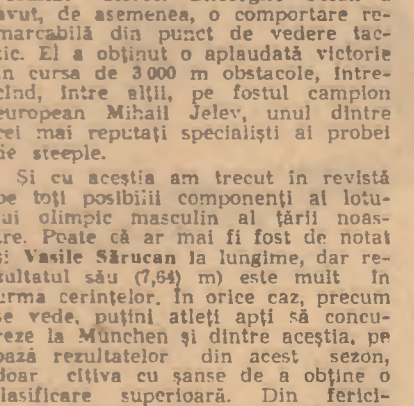 avut, de asemenea, o comportare re-
marcabilă din punct de vedere tac-
tic. El a obținut o aplaudată victorie
în cursa de 3 000 m obstacole, între-
cînd, între alții, pe fostul campion
european Mihail Jelev, unul dintre
cei mai reputați specialiști ai probei
de steeple.
Și cu aceștia am trecut în revistă
pe toți posibilii componenți ai lotu-
lui olimpic masculin al țării noas-
tre. Poate că ar mai fi fost de notat
și Vasile Sărucan la lungime, dar re-
zultatul său (7,64) m) este mult în
urma cerințelor. În orice caz, precum
se vede, puțini atleți apți să concu-
reze la München și dintre aceștia, pe
bază rezultatelor din acest sezon,
doar cîțiva cu șanse de a obține o
clasificare superioară. Din ferici-